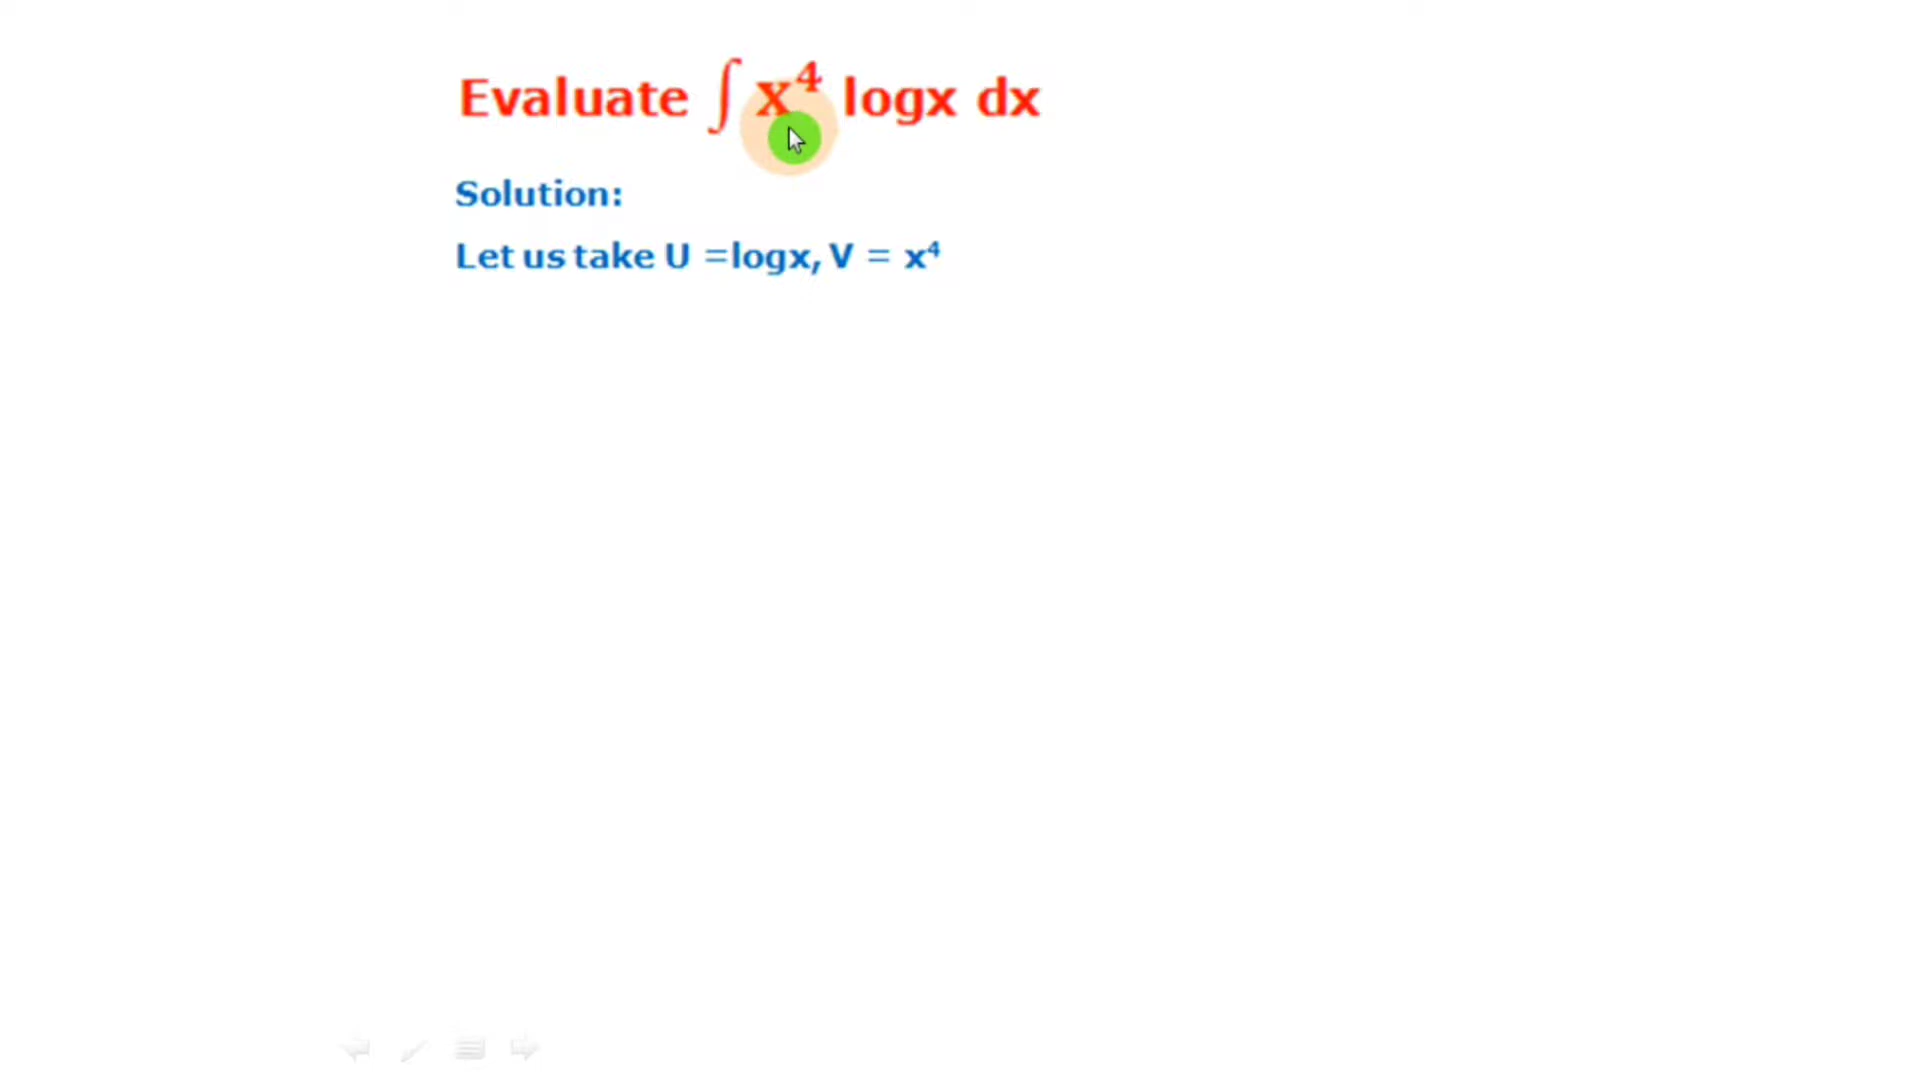 Evaluate ∫ x⁴ logx dx
Solution:
Let us take U =logx, V = x⁴